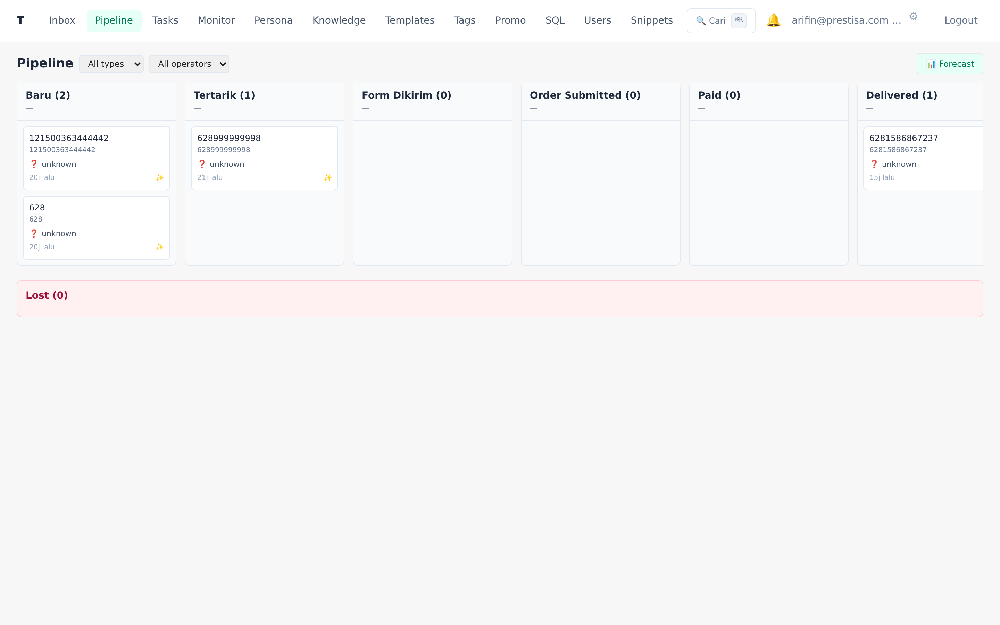 T Inbox Pipeline Tasks Monitor Persona Knowledge Templates Tags Promo SQL Users Snippets 🔍 Cari ⌘K 🔔 arifin@prestisa.com ... ⚙ Logout
Pipeline All types All operators 📊 Forecast
Baru (2)
—
121500363444442
121500363444442
❓ unknown
20j lalu ✨
628
628
❓ unknown
20j lalu ✨
Tertarik (1)
—
628999999998
628999999998
❓ unknown
21j lalu ✨
Form Dikirim (0)
—
Order Submitted (0)
—
Paid (0)
—
Delivered (1)
—
6281586867237
6281586867237
❓ unknown
15j lalu
Lost (0)